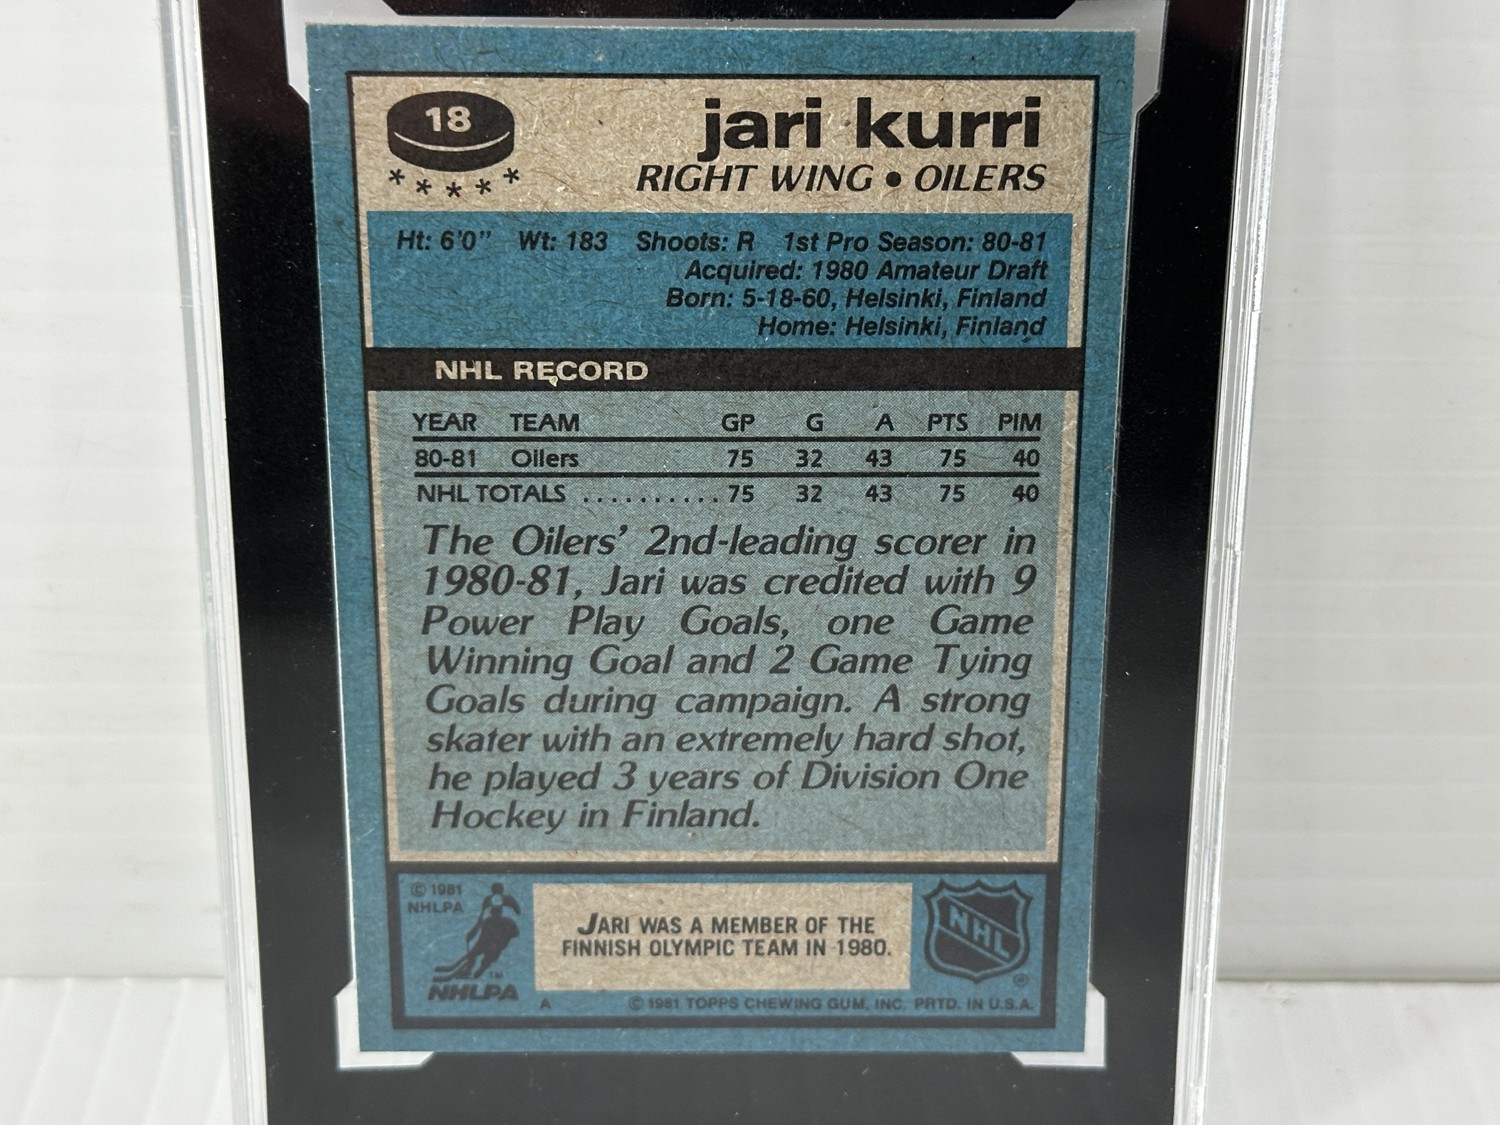 18
jari kurri
RIGHT WING • OILERS
Ht: 6'0" Wt: 183 Shoots: R 1st Pro Season: 80-81
Acquired: 1980 Amateur Draft
Born: 5-18-60, Helsinki, Finland
Home: Helsinki, Finland
NHL RECORD
YEAR TEAM GP G A PTS PIM
80-81 Oilers 75 32 43 75 40
NHL TOTALS .......... 75 32 43 75 40
The Oilers' 2nd-leading scorer in
1980-81, Jari was credited with 9
Power Play Goals, one Game
Winning Goal and 2 Game Tying
Goals during campaign. A strong
skater with an extremely hard shot,
he played 3 years of Division One
Hockey in Finland.
© 1981
NHLPA
JARI WAS A MEMBER OF THE
FINNISH OLYMPIC TEAM IN 1980.
NHL
®
TM
NHLPA
A © 1981 TOPPS CHEWING GUM, INC. PRTD. IN U.S.A.